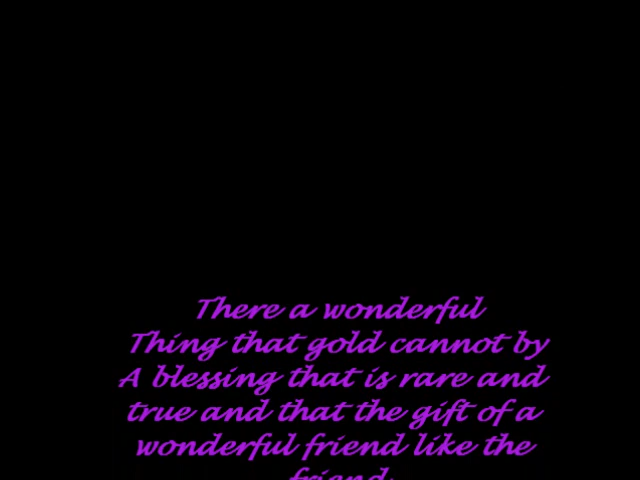 There a wonderful
Thing that gold cannot by
A blessing that is rare and
true and that the gift of a
wonderful friend like the
friend